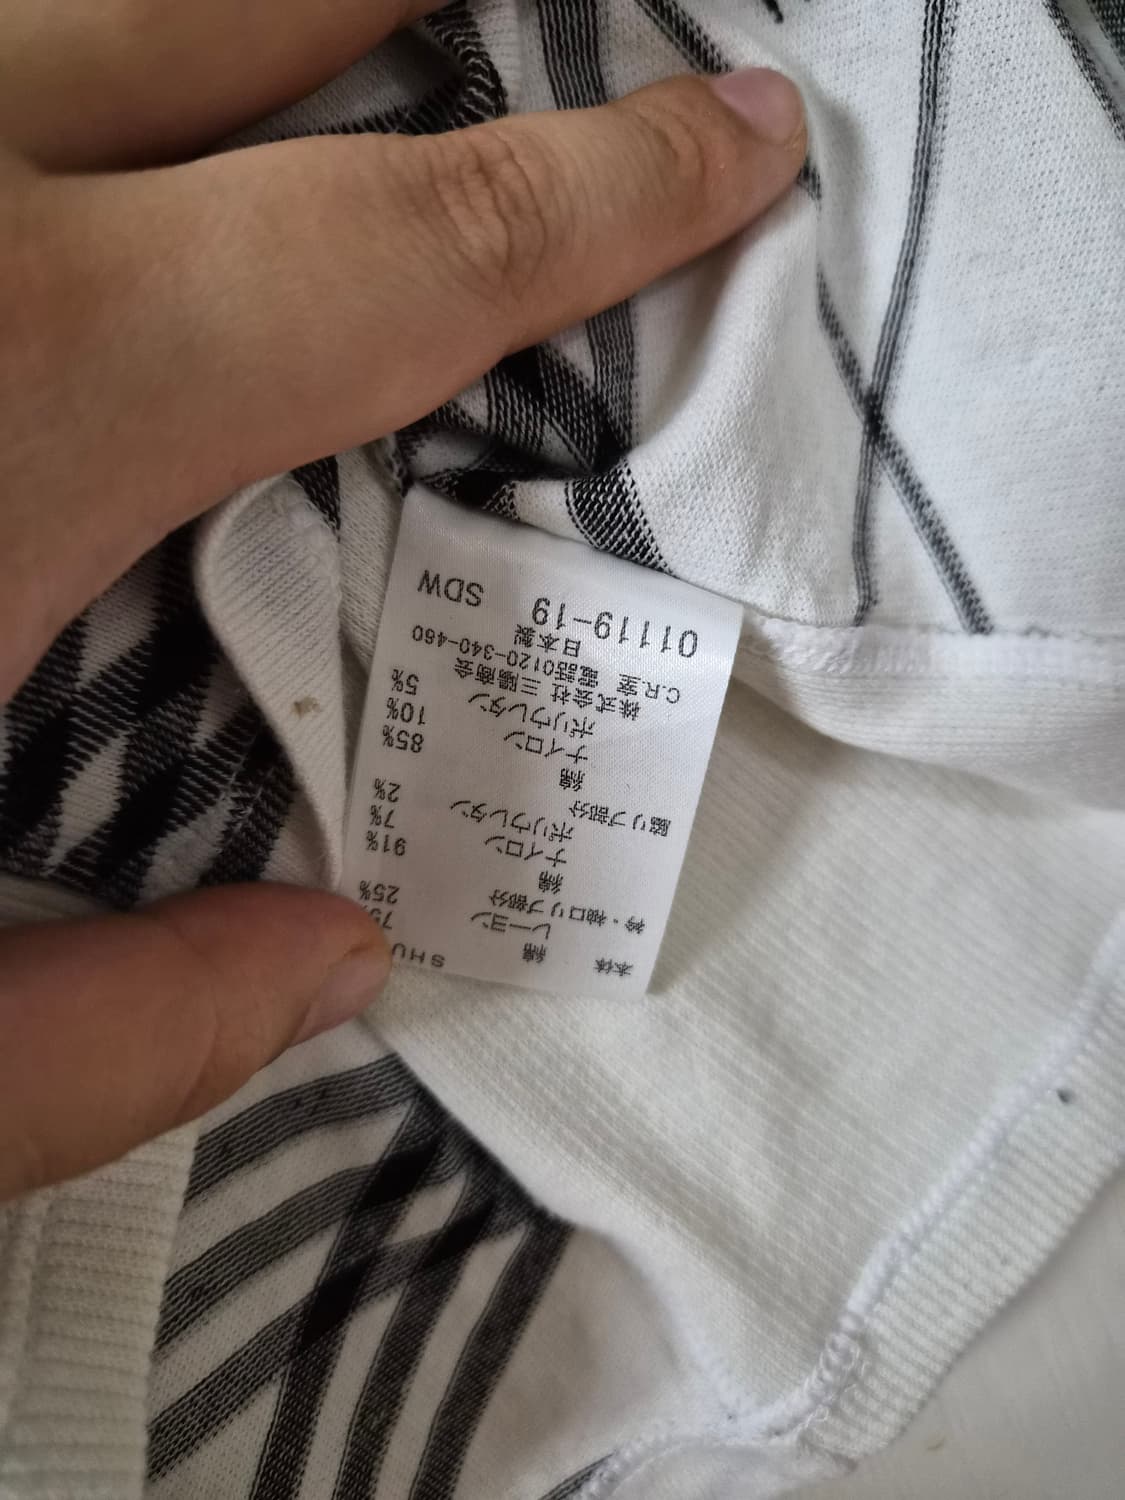 本体 SHU
綿
レーヨン 25%
衿・袖口リブ部分
綿 91%
ナイロン 7%
ポリウレタン 2%
脇リブ部分
綿 85%
ナイロン 10%
ポリウレタン 5%
株式会社 三陽商会
C.R.室 電話0120-340-460
日本製
01119-19 SDW